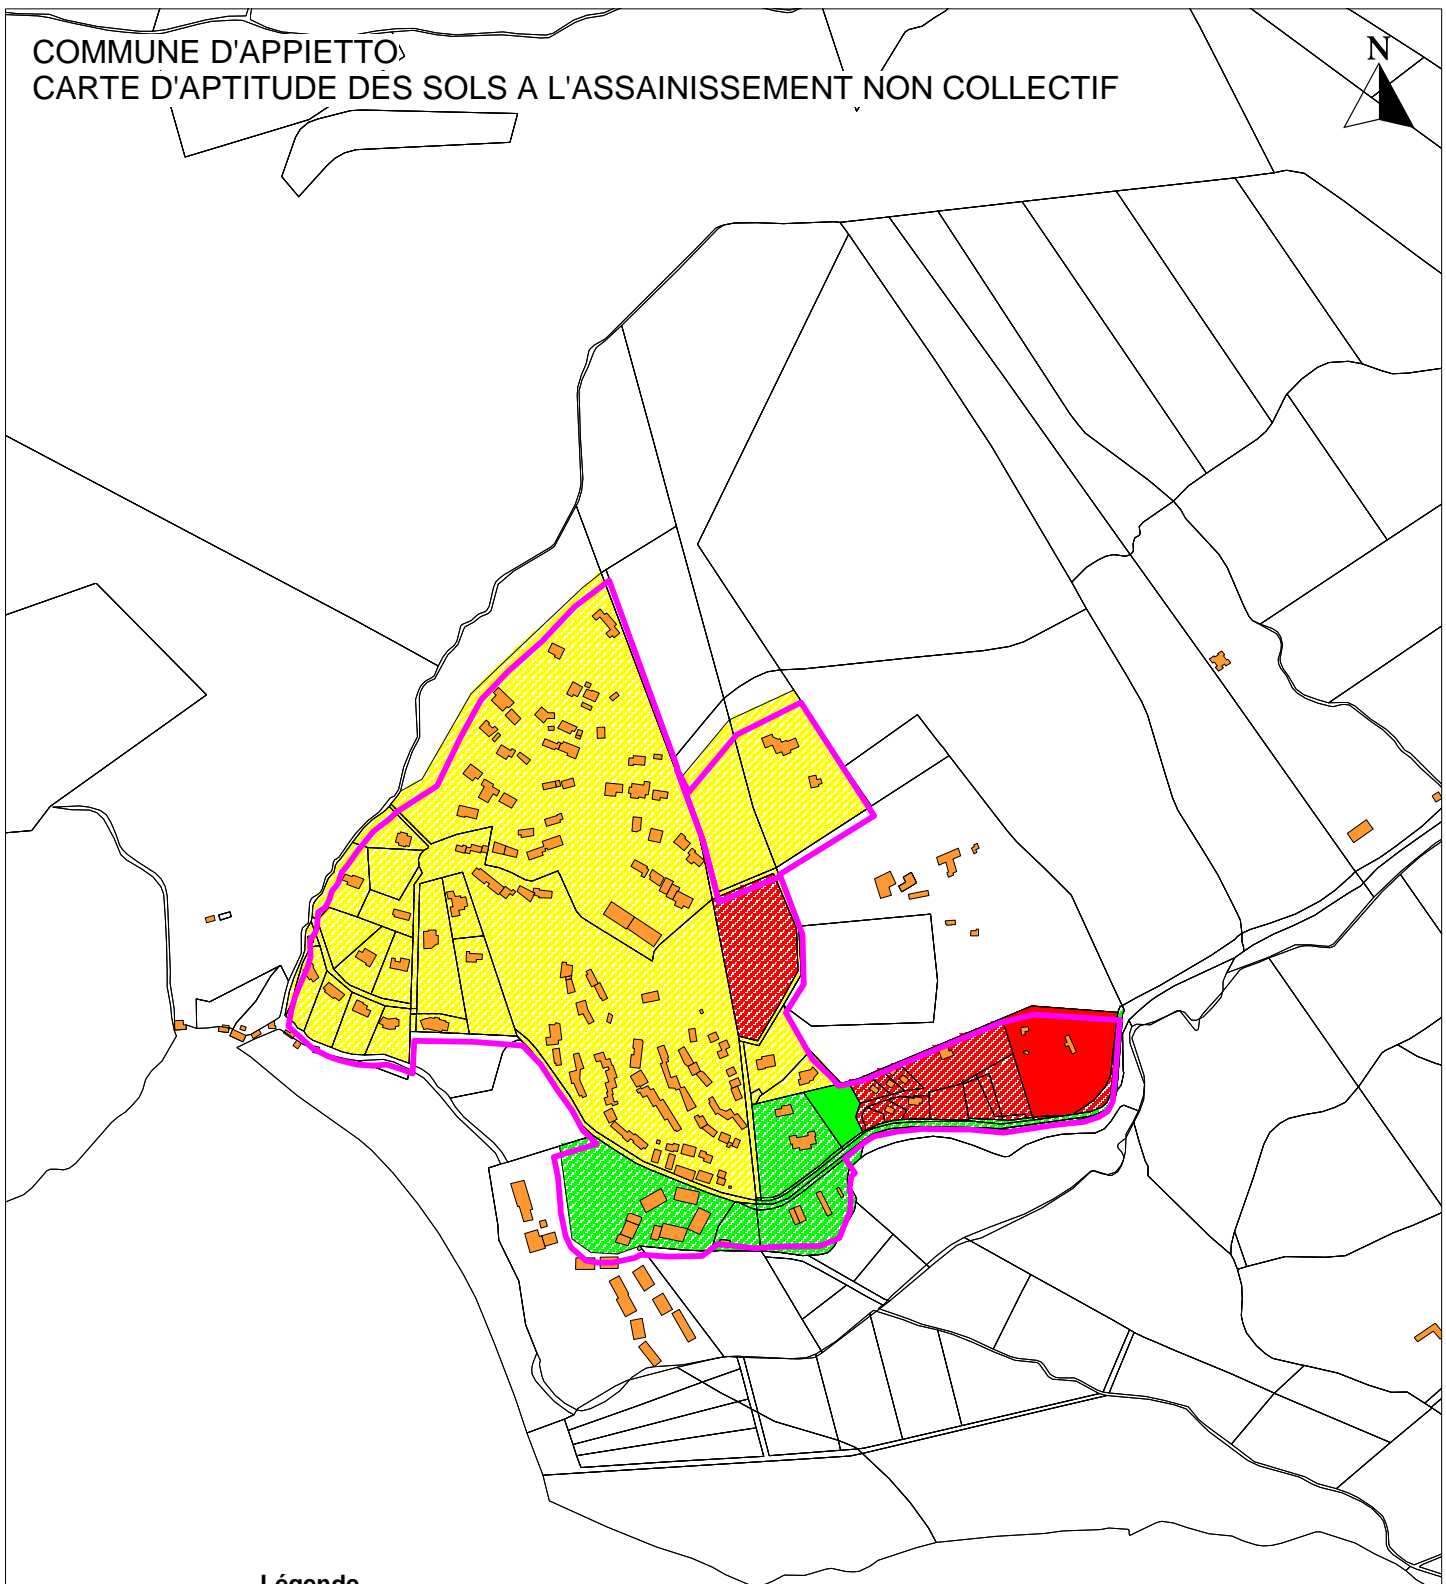 COMMUNE D'APPIETTO
CARTE D'APTITUDE DES SOLS A L'ASSAINISSEMENT NON COLLECTIF
N
Légende